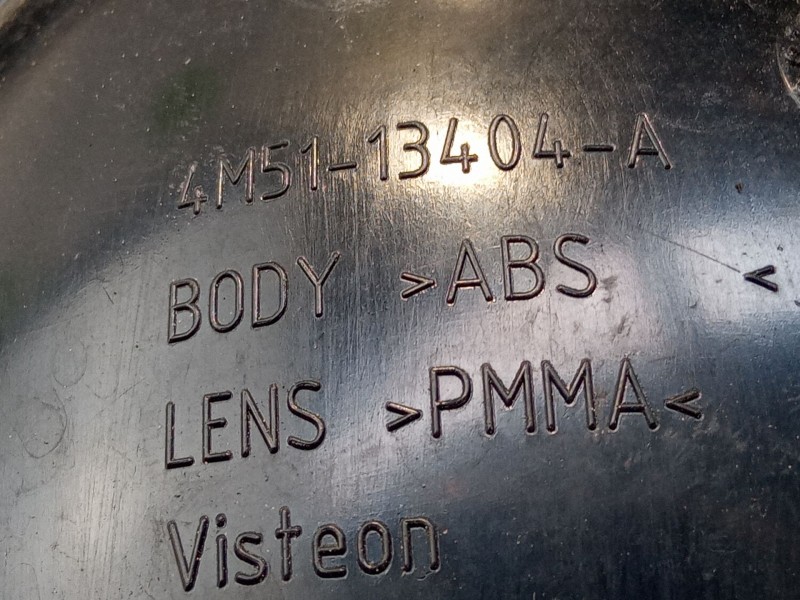 4M51-13404-A
BODY >ABS <
LENS >PMMA<
Visteon